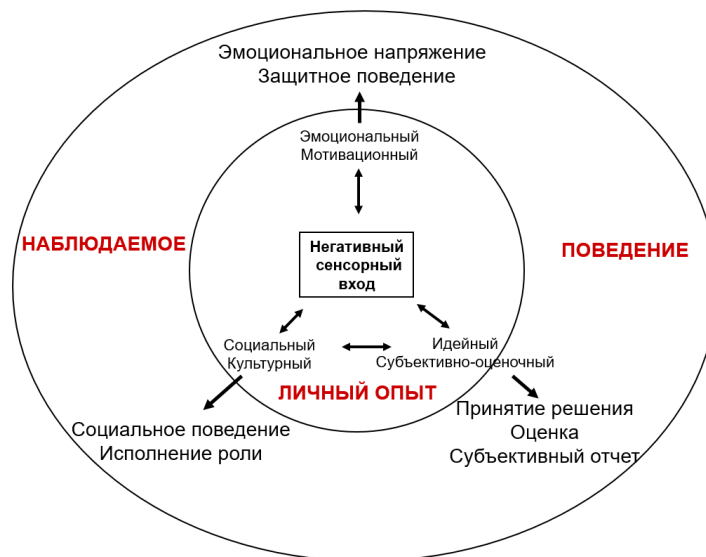 Эмоциональное напряжение
Защитное поведение
Эмоциональный
Мотивационный
НАБЛЮДАЕМОЕ
ПОВЕДЕНИЕ
Негативный
сенсорный
вход
Социальный
Культурный
Идейный
Субъективно-оценочный
ЛИЧНЫЙ ОПЫТ
Социальное поведение
Исполнение роли
Принятие решения
Оценка
Субъективный отчет